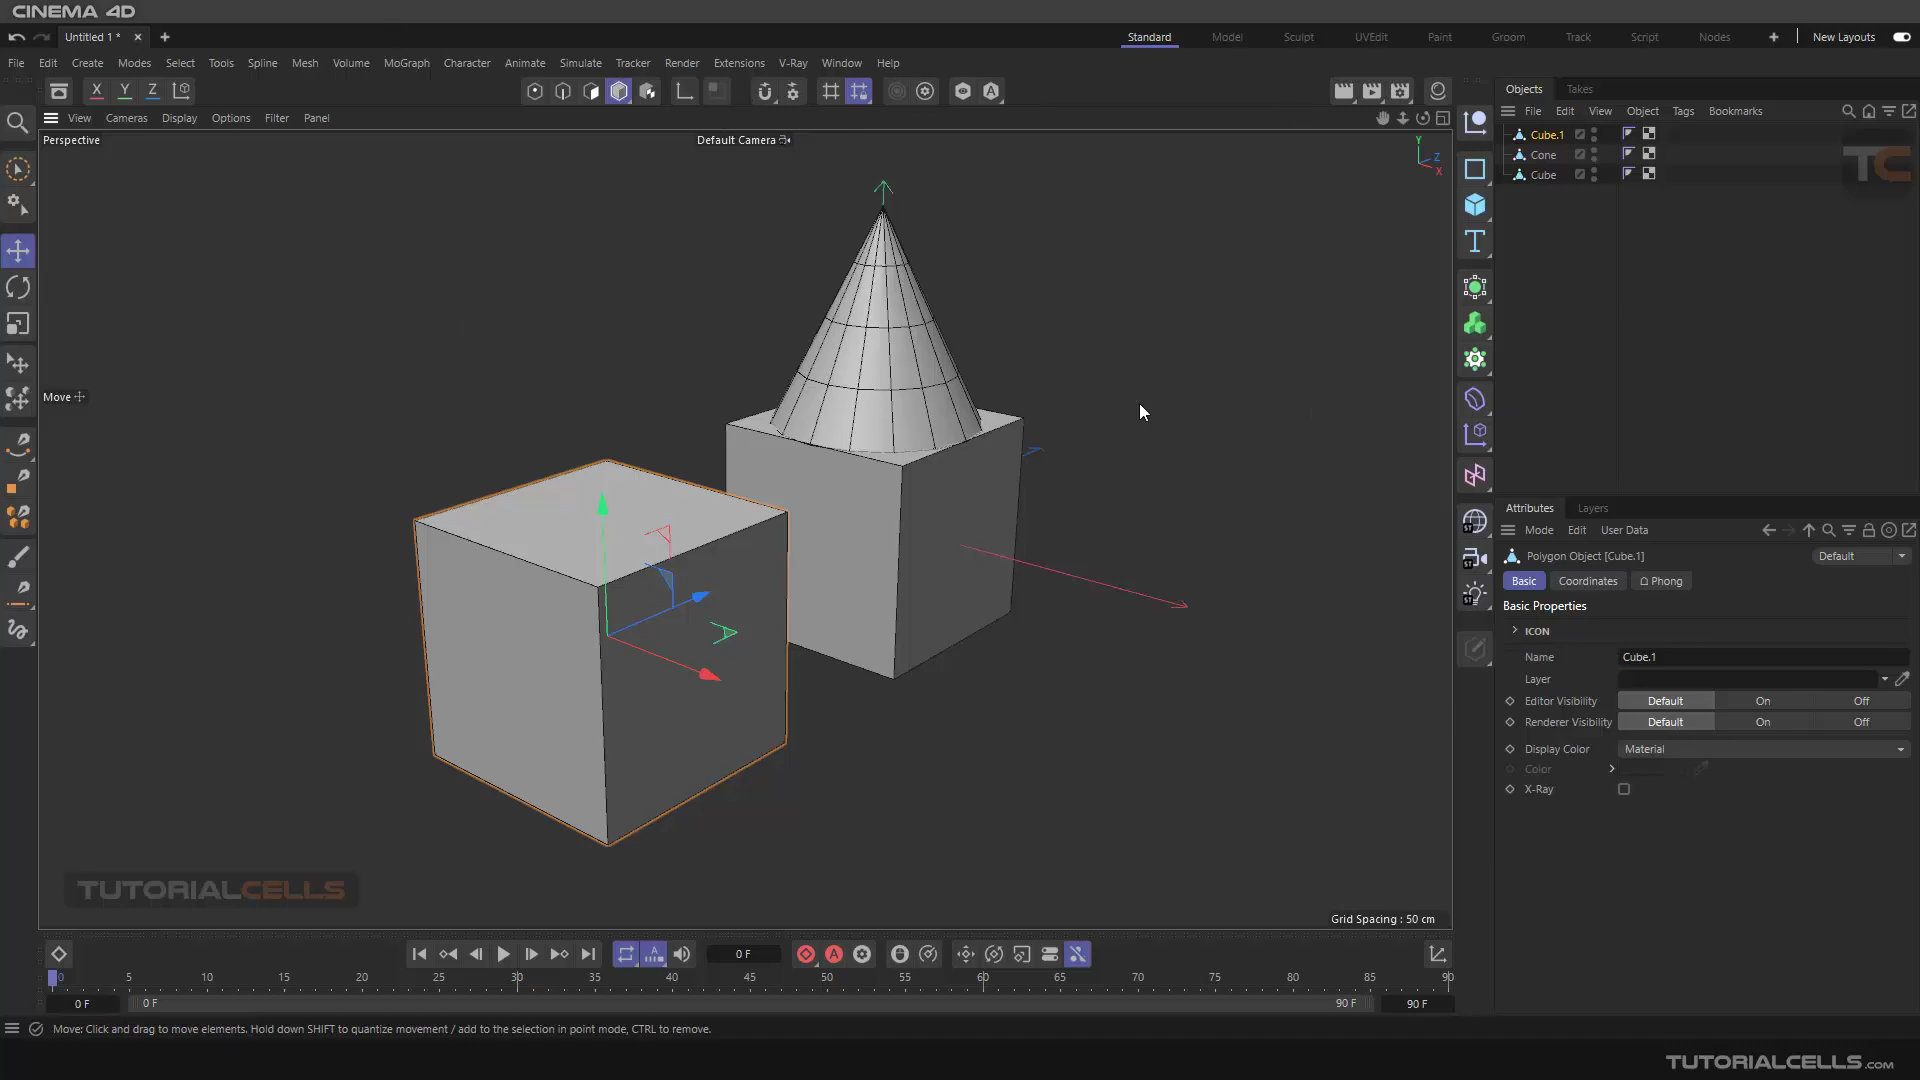 CINEMA 4D
Untitled 1 *
Standard Model Sculpt UVEdit Paint Groom Track Script Nodes New Layouts
File Edit Create Modes Select Tools Spline Mesh Volume MoGraph Character Animate Simulate Tracker Render Extensions V-Ray Window Help
X Y Z
Objects Takes
File Edit View Object Tags Bookmarks
View Cameras Display Options Filter Panel
Perspective
Default Camera
Y
Z
X
Cube.1
Cone
Cube
TC
Move
Attributes Layers
Mode Edit User Data
Polygon Object [Cube.1]
Default
Basic Coordinates Phong
Basic Properties
ICON
Name Cube.1
Layer
Editor Visibility Default On Off
Renderer Visibility Default On Off
Display Color Material
Color
X-Ray
TUTORIALCELLS
Grid Spacing : 50 cm
0 F
0 5 10 15 20 25 30 35 40 45 50 55 60 65 70 75 80 85 90
0 F 0 F 90 F 90 F
Move: Click and drag to move elements. Hold down SHIFT to quantize movement / add to the selection in point mode, CTRL to remove.
TUTORIALCELLS.COM